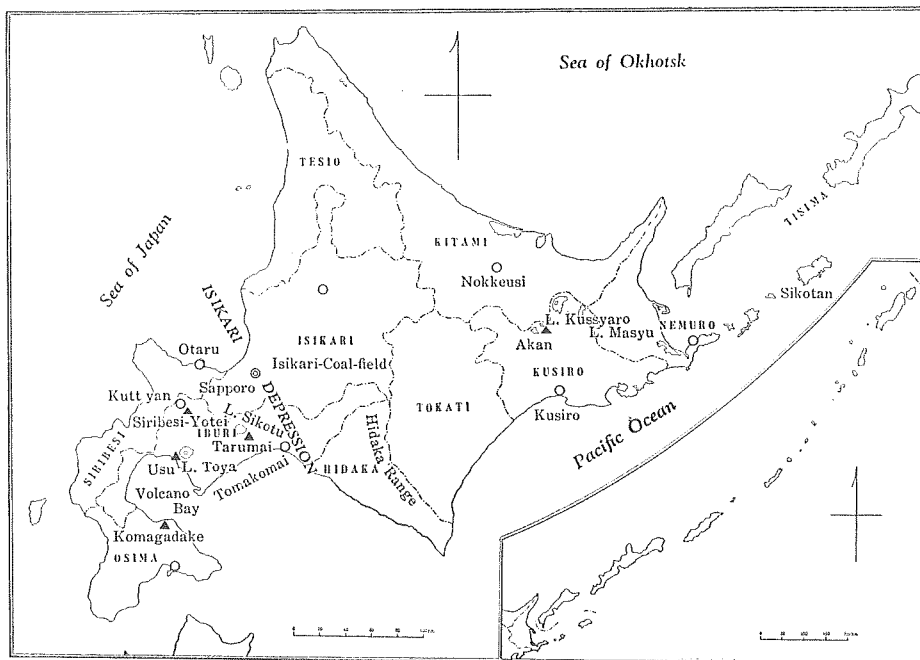 Sea of Okhotsk
TESIO
TISIMA
Sea of Japan
KITAMI
Nokkeusi
Sikotan
ISIKARI
DEPRESSION
L. Kussyaro
L. Masyu
NEMURO
Akan
Otaru
ISIKARI
Isikari-Coal-field
KUSIRO
Sapporo
Kutt yan
TOKATI
Kusiro
Siribesi-Yotei
L. Sikotu
IBURI
Tarumai
Hidaka Range
Pacific Ocean
SIRIBESI
Usu
L. Toya
Tomakomai
HIDAKA
Volcano
Bay
Komagadake
OSIMA